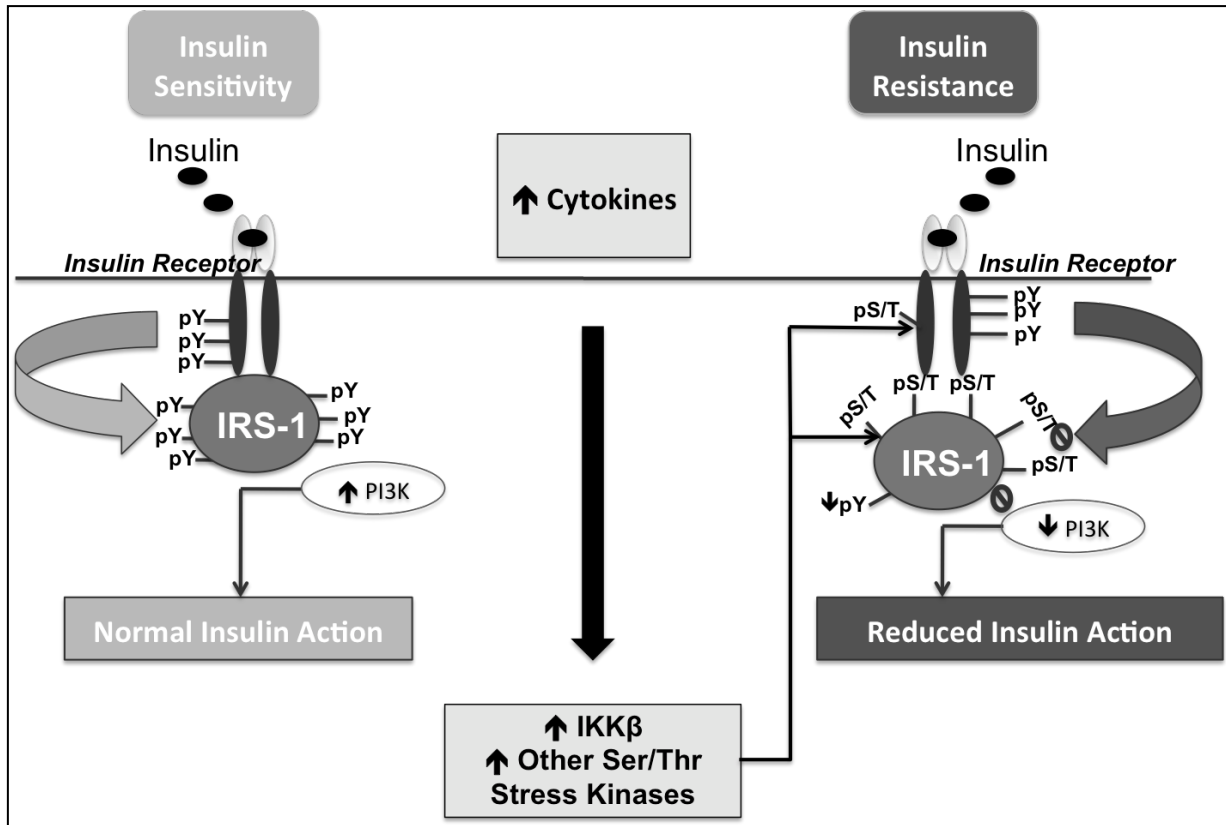 Insulin
Sensitivity
Insulin
Insulin Receptor
pY
pY
pY
pY
pY
pY
pY
pY
pY
IRS-1
↑ PI3K
Normal Insulin Action
↑ Cytokines
↑ IKKβ
↑ Other Ser/Thr
Stress Kinases
Insulin
Resistance
Insulin
Insulin Receptor
pS/T
pY
pY
pY
pS/T
pS/T
pS/T
pS/T
pS/T
↓pY
IRS-1
↓ PI3K
Reduced Insulin Action